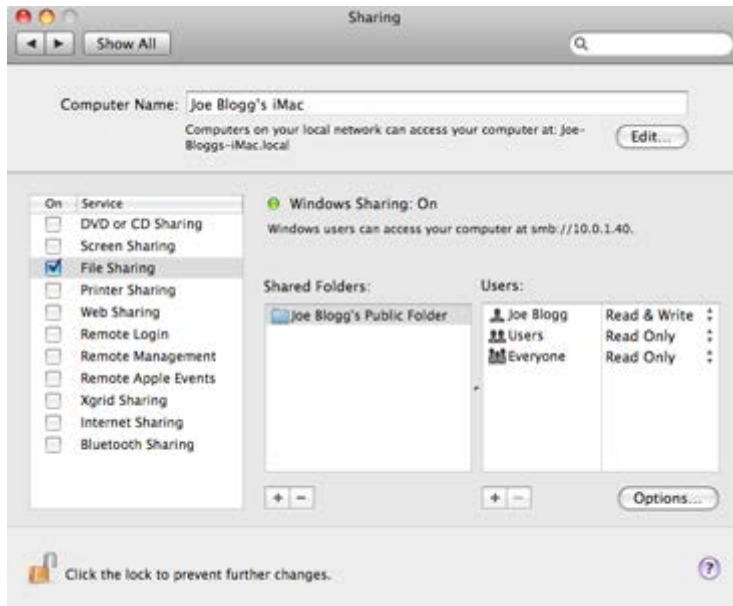 Sharing
Show All
Computer Name: Joe Blogg's iMac
Computers on your local network can access your computer at: Joe-
Bloggs-iMac.local
Edit...
On Service
DVD or CD Sharing
Screen Sharing
File Sharing
Printer Sharing
Web Sharing
Remote Login
Remote Management
Remote Apple Events
Xgrid Sharing
Internet Sharing
Bluetooth Sharing
Windows Sharing: On
Windows users can access your computer at smb://10.0.1.40.
Shared Folders:
Joe Blogg's Public Folder
Users:
Joe Blogg Read & Write
Users Read Only
Everyone Read Only
+ -
+ -
Options...
Click the lock to prevent further changes.
?